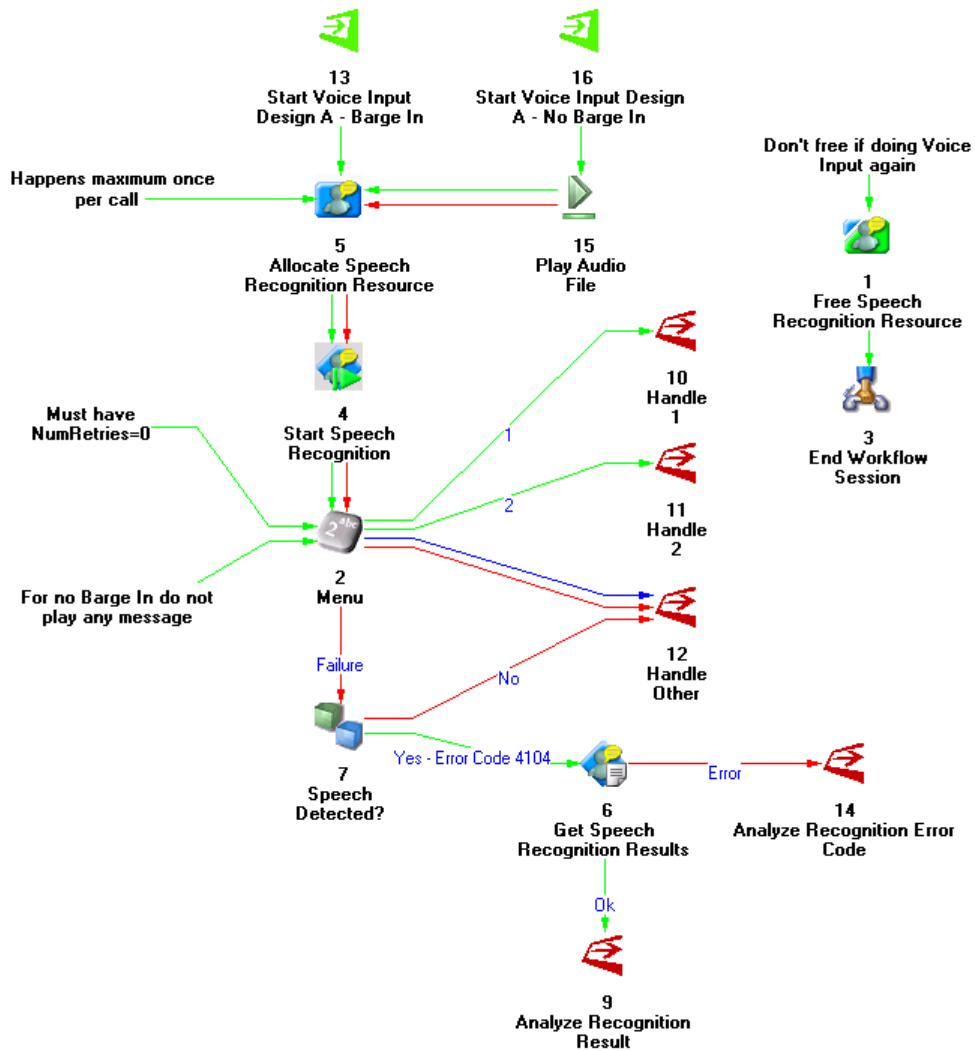 13
Start Voice Input
Design A - Barge In
16
Start Voice Input Design
A - No Barge In
Don't free if doing Voice
Input again
Happens maximum once
per call
5
Allocate Speech
Recognition Resource
15
Play Audio
File
1
Free Speech
Recognition Resource
10
Handle
1
Must have
NumRetries=0
4
Start Speech
Recognition
1
3
End Workflow
Session
2
11
Handle
2
2 abc
For no Barge In do not
play any message
2
Menu
12
Handle
Other
Failure
No
7
Speech
Detected?
Yes - Error Code 4104
6
Get Speech
Recognition Results
Error
14
Analyze Recognition Error
Code
Ok
9
Analyze Recognition
Result